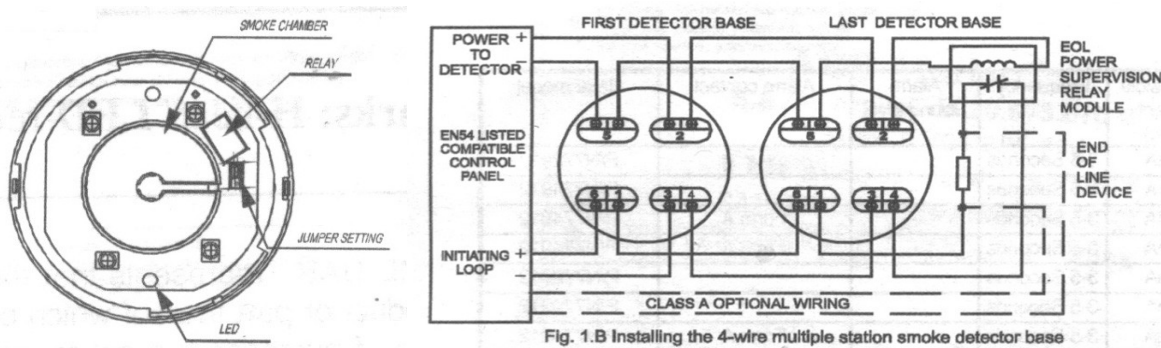 SMOKE CHAMBER
RELAY
JUMPER SETTING
LED
FIRST DETECTOR BASE
LAST DETECTOR BASE
POWER +
TO
DETECTOR –
EN54 LISTED
COMPATIBLE
CONTROL
PANEL
INITIATING +
LOOP –
5
2
5
2
6 1
3 4
6 1
3 4
EOL
POWER
SUPERVISION
RELAY
MODULE
END
OF
LINE
DEVICE
CLASS A OPTIONAL WIRING
Fig. 1.B Installing the 4-wire multiple station smoke detector base